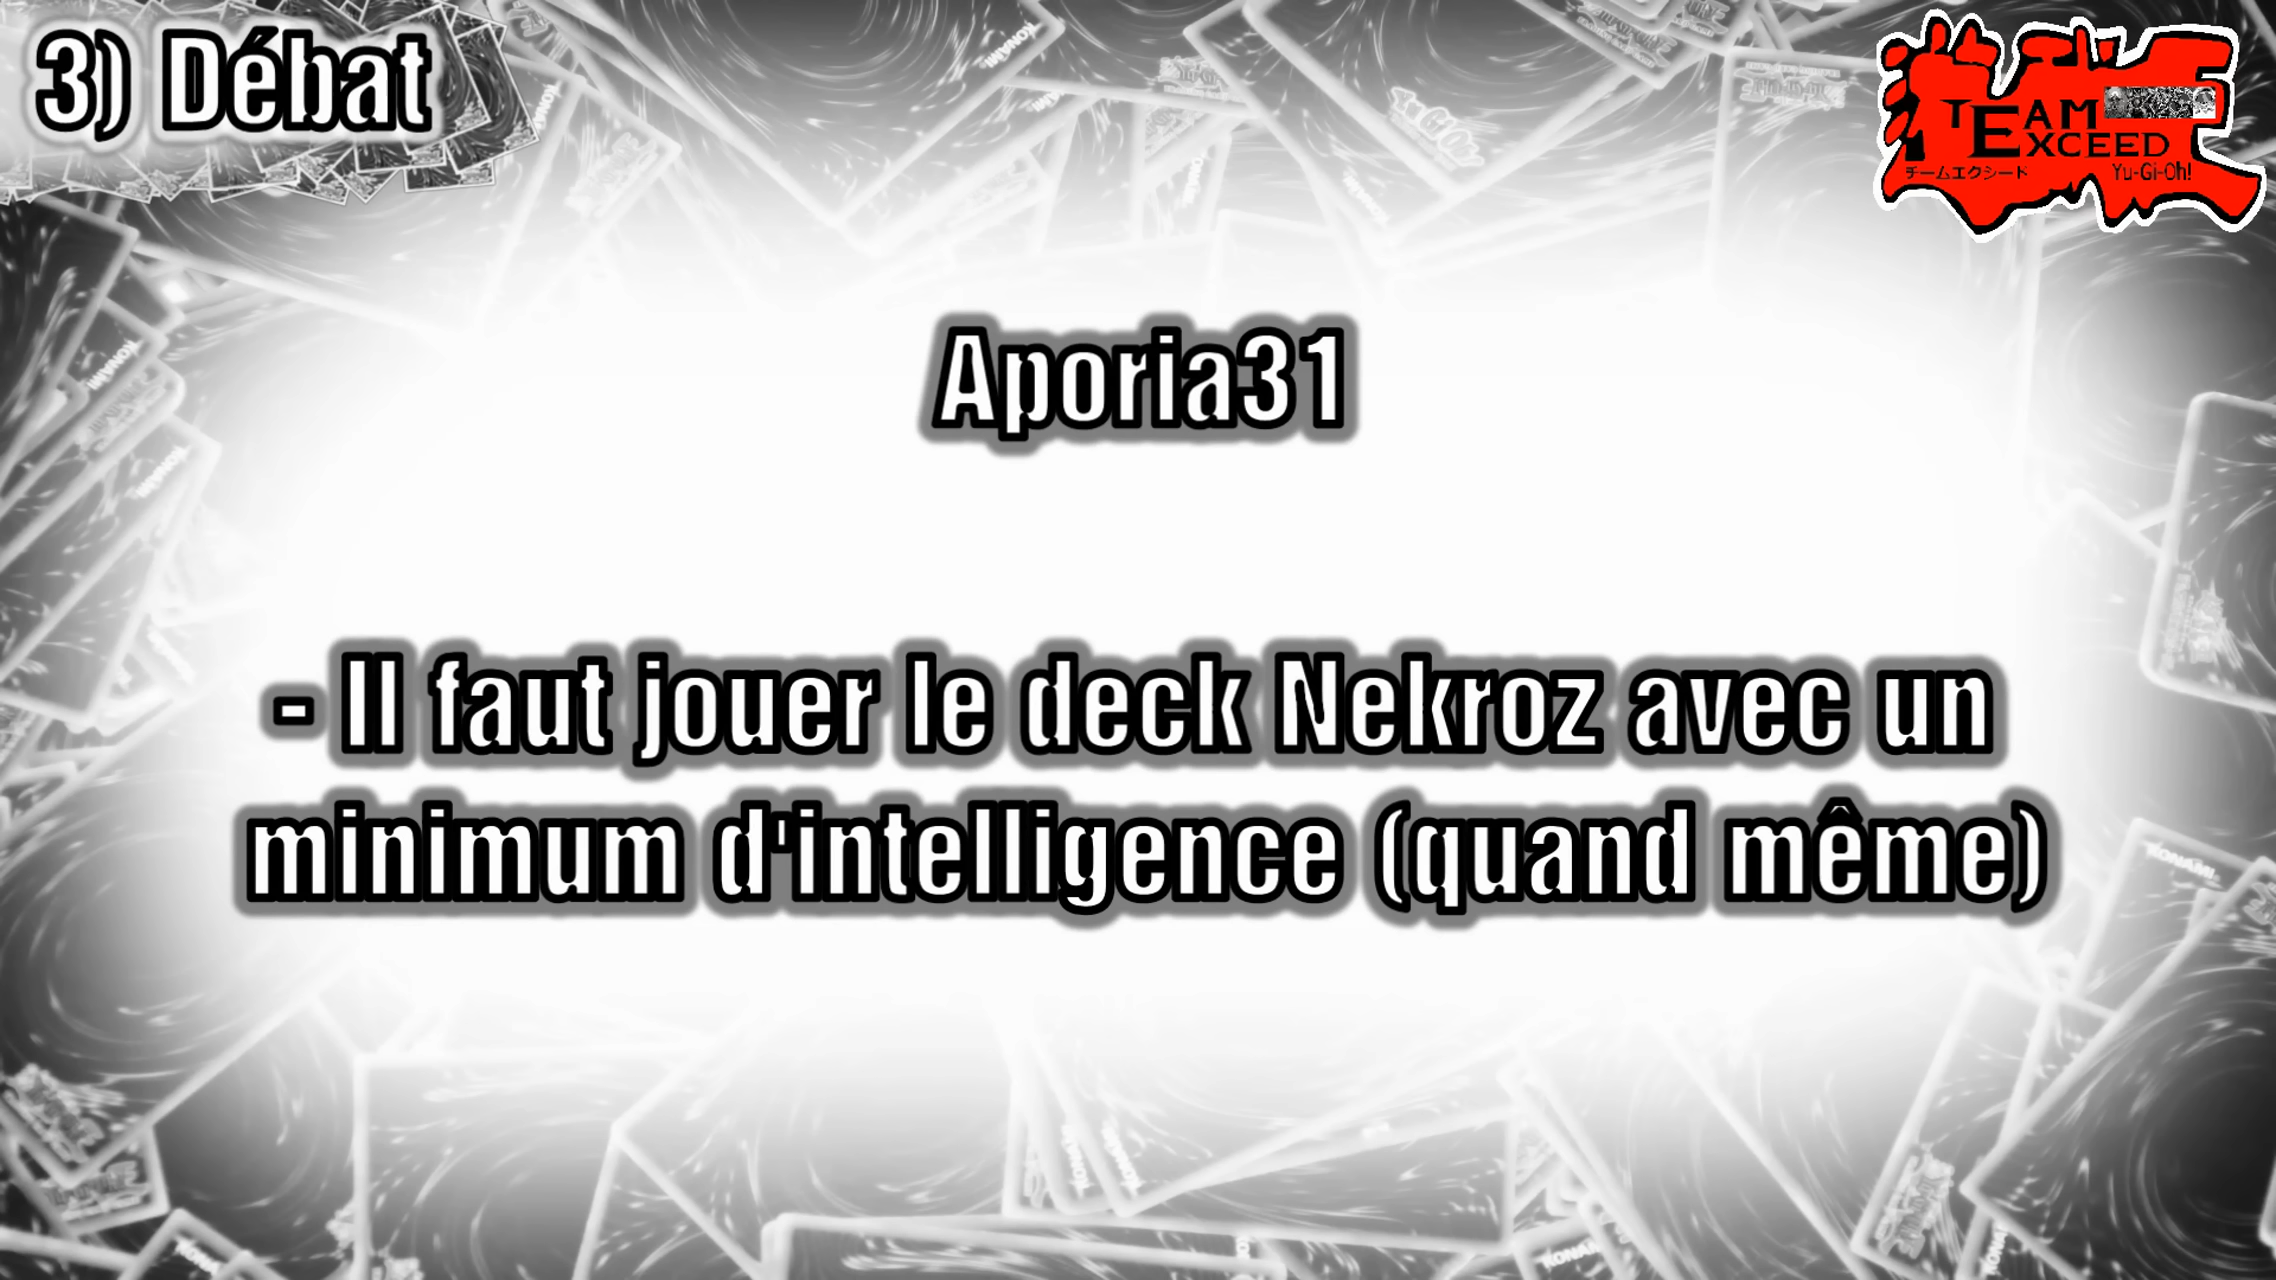 3) Débat
TEAM
EXCEED
チームエクシード
Yu-Gi-Oh!
Aporia31
- Il faut jouer le deck Nekroz avec un
minimum d'intelligence (quand même)